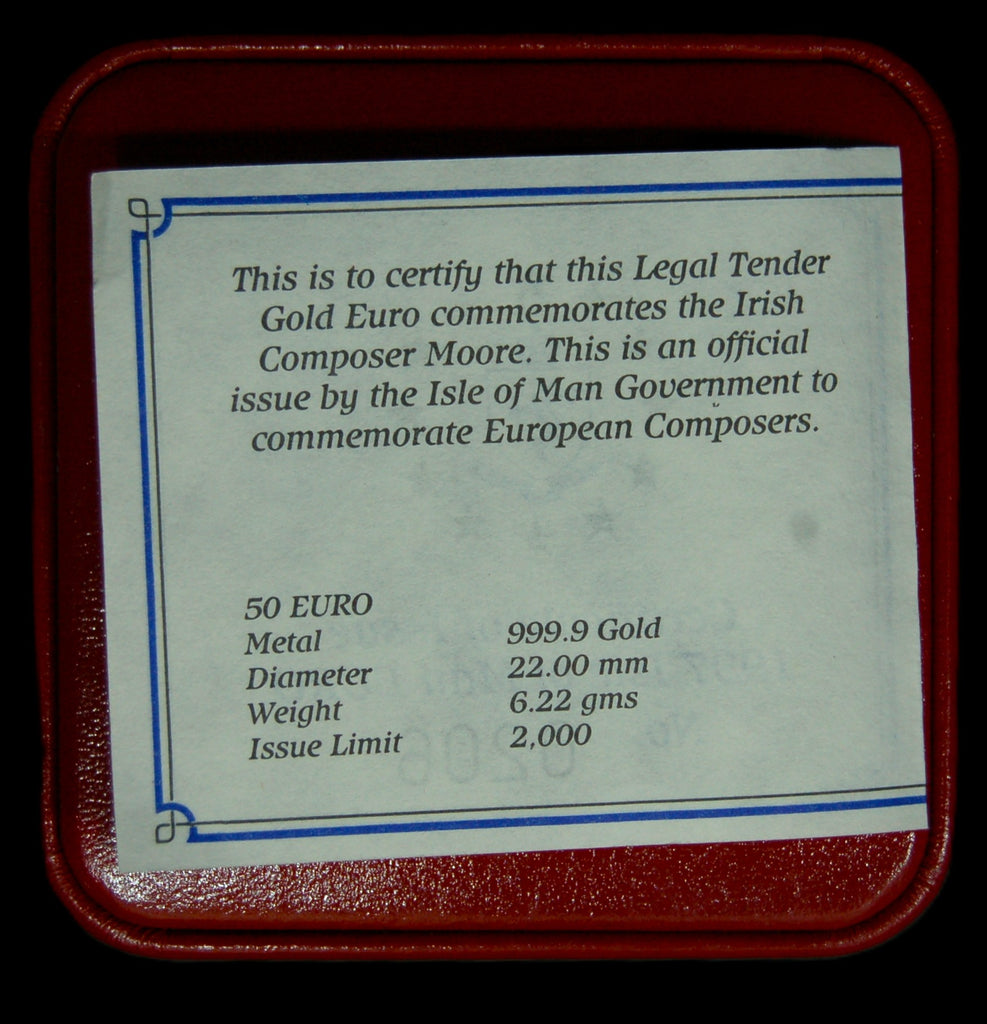 This is to certify that this Legal Tender
Gold Euro commemorates the Irish
Composer Moore. This is an official
issue by the Isle of Man Government to
commemorate European Composers.
50 EURO
Metal 999.9 Gold
Diameter 22.00 mm
Weight 6.22 gms
Issue Limit 2,000